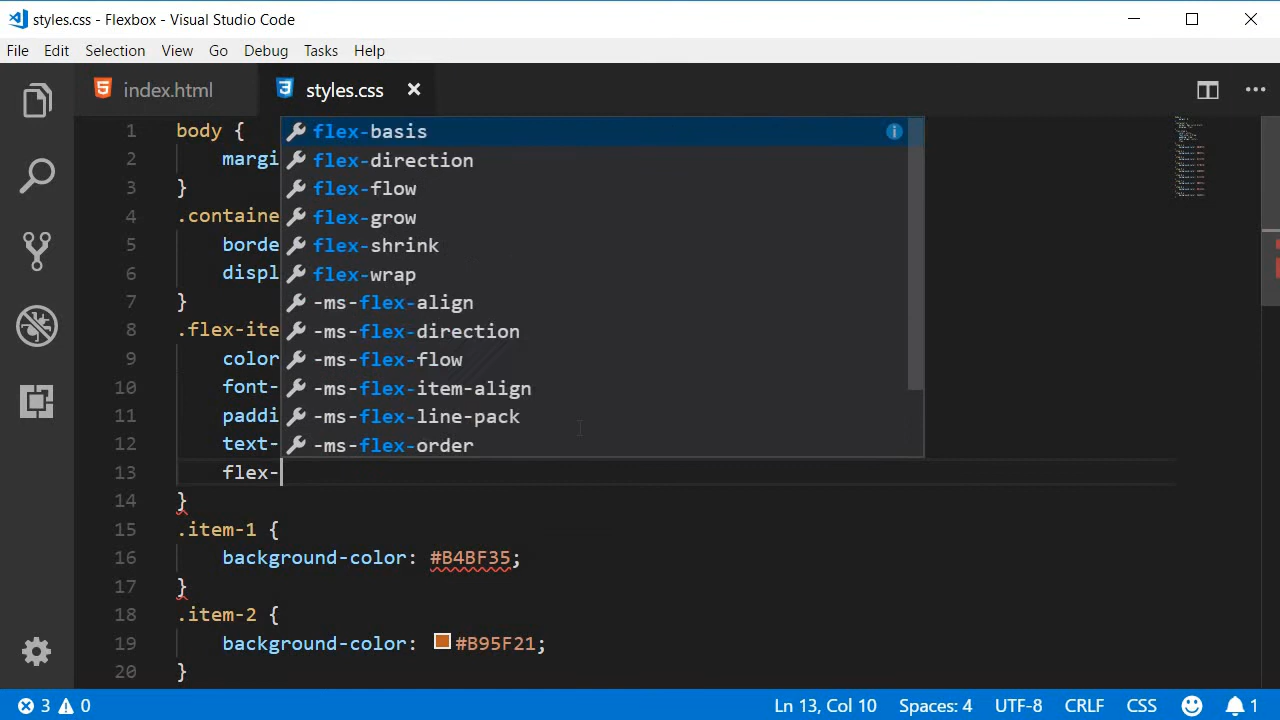 styles.css - Flexbox - Visual Studio Code
File Edit Selection View Go Debug Tasks Help
index.html styles.css
1 body {
2 margi
3 }
4 .containe
5 borde
6 displ
7 }
8 .flex-ite
9 color
10 font-
11 paddi
12 text-
13 flex-
flex-basis
flex-direction
flex-flow
flex-grow
flex-shrink
flex-wrap
-ms-flex-align
-ms-flex-direction
-ms-flex-flow
-ms-flex-item-align
-ms-flex-line-pack
-ms-flex-order
14 }
15 .item-1 {
16 background-color: #B4BF35;
17 }
18 .item-2 {
19 background-color: #B95F21;
20 }
3 0 Ln 13, Col 10 Spaces: 4 UTF-8 CRLF CSS 1